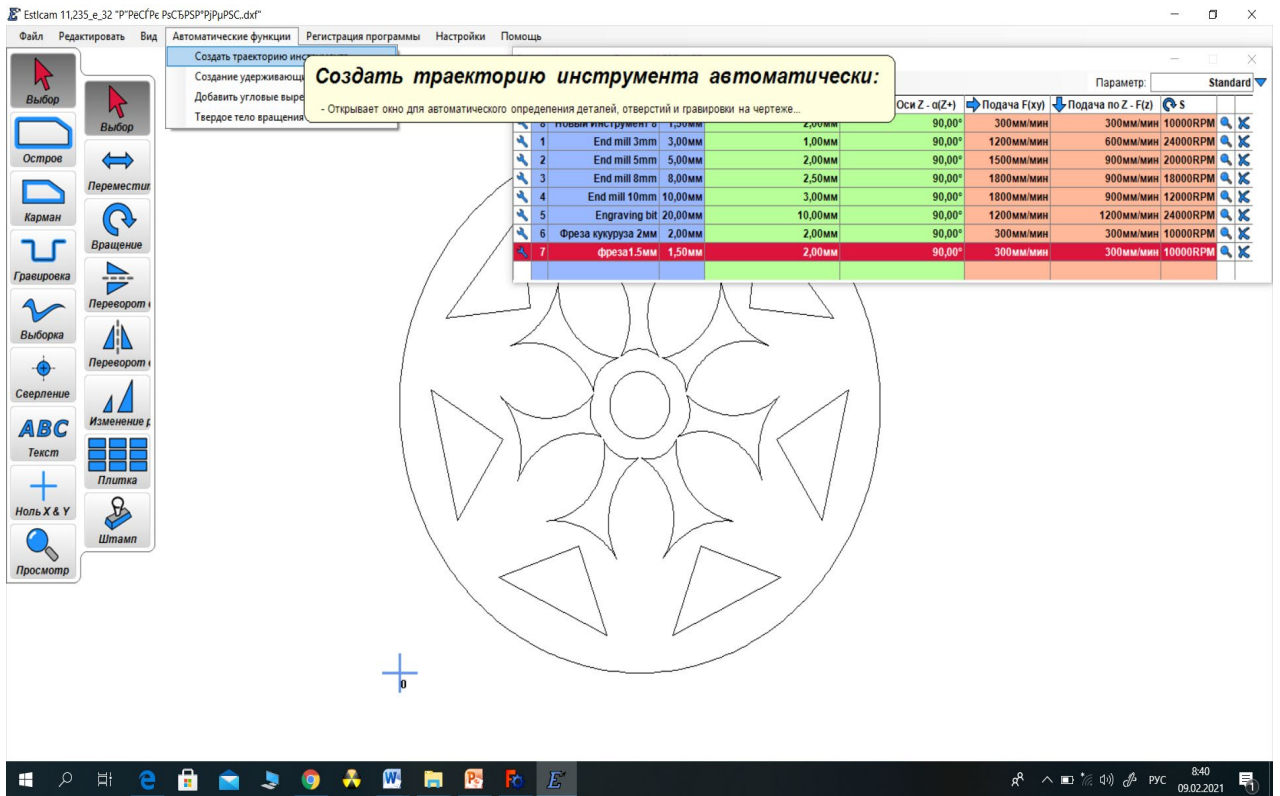 Estlcam 11,235_e_32 "Р"РёСЃРє РѕСЂРЅР°РјРµРЅС‚.dxf"
Файл Редактировать Вид Автоматические функции Регистрация программы Настройки Помощь
Создать траекторию
Создать траекторию инструмента автоматически:
- Открывает окно для автоматического определения деталей, отверстий и гравировки на чертеже...
Создание
Добавить угловые
Твердое тело вращения
Параметр: Standard
Оси Z - α(Z+) Подача F(xy) Подача по Z - F(z) S
8 Новый инструмент 8 1,50мм 2,00мм 90,00° 300мм/мин 300мм/мин 10000RPM
1 End mill 3mm 3,00мм 1,00мм 90,00° 1200мм/мин 600мм/мин 24000RPM
2 End mill 5mm 5,00мм 2,00мм 90,00° 1500мм/мин 900мм/мин 20000RPM
3 End mill 8mm 8,00мм 2,50мм 90,00° 1800мм/мин 900мм/мин 18000RPM
4 End mill 10mm 10,00мм 3,00мм 90,00° 1800мм/мин 900мм/мин 12000RPM
5 Engraving bit 20,00мм 10,00мм 90,00° 1200мм/мин 1200мм/мин 24000RPM
6 Фреза кукуруза 2мм 2,00мм 2,00мм 90,00° 300мм/мин 300мм/мин 10000RPM
7 фреза1.5мм 1,50мм 2,00мм 90,00° 300мм/мин 300мм/мин 10000RPM
Выбор
Остров
Карман
Гравировка
Выборка
Сверление
ABC
Текст
Ноль X & Y
Просмотр
Выбор
Переместит
Вращение
Переворот
Переворот
Изменение р
Плитка
Штамп
0
РУС
8:40
09.02.2021
1